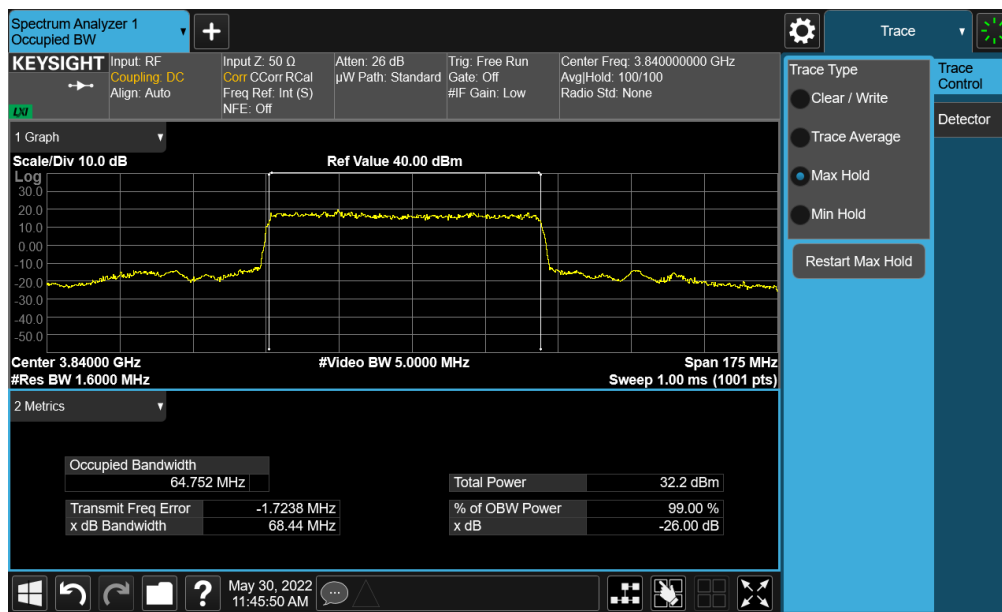 Spectrum Analyzer 1
Occupied BW
+
Trace
KEYSIGHT
LXI
Input: RF
Coupling: DC
Align: Auto
Input Z: 50 Ω
Corr CCorr RCal
Freq Ref: Int (S)
NFE: Off
Atten: 26 dB
µW Path: Standard
Trig: Free Run
Gate: Off
#IF Gain: Low
Center Freq: 3.840000000 GHz
Avg|Hold: 100/100
Radio Std: None
Trace Type
Clear / Write
Trace Average
Max Hold
Min Hold
Restart Max Hold
Trace
Control
Detector
1 Graph
Scale/Div 10.0 dB
Ref Value 40.00 dBm
Log
30.0
20.0
10.0
0.00
-10.0
-20.0
-30.0
-40.0
-50.0
Center 3.84000 GHz
#Video BW 5.0000 MHz
Span 175 MHz
#Res BW 1.6000 MHz
Sweep 1.00 ms (1001 pts)
2 Metrics
Occupied Bandwidth
64.752 MHz
Total Power 32.2 dBm
Transmit Freq Error -1.7238 MHz
% of OBW Power 99.00 %
x dB Bandwidth 68.44 MHz
x dB -26.00 dB
?
May 30, 2022
11:45:50 AM